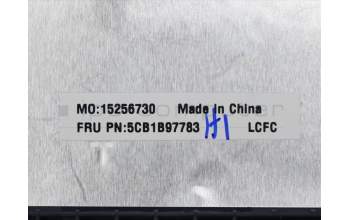 MO:15256730 Made in China
FRU PN:5CB1B97783 H1 LCFC